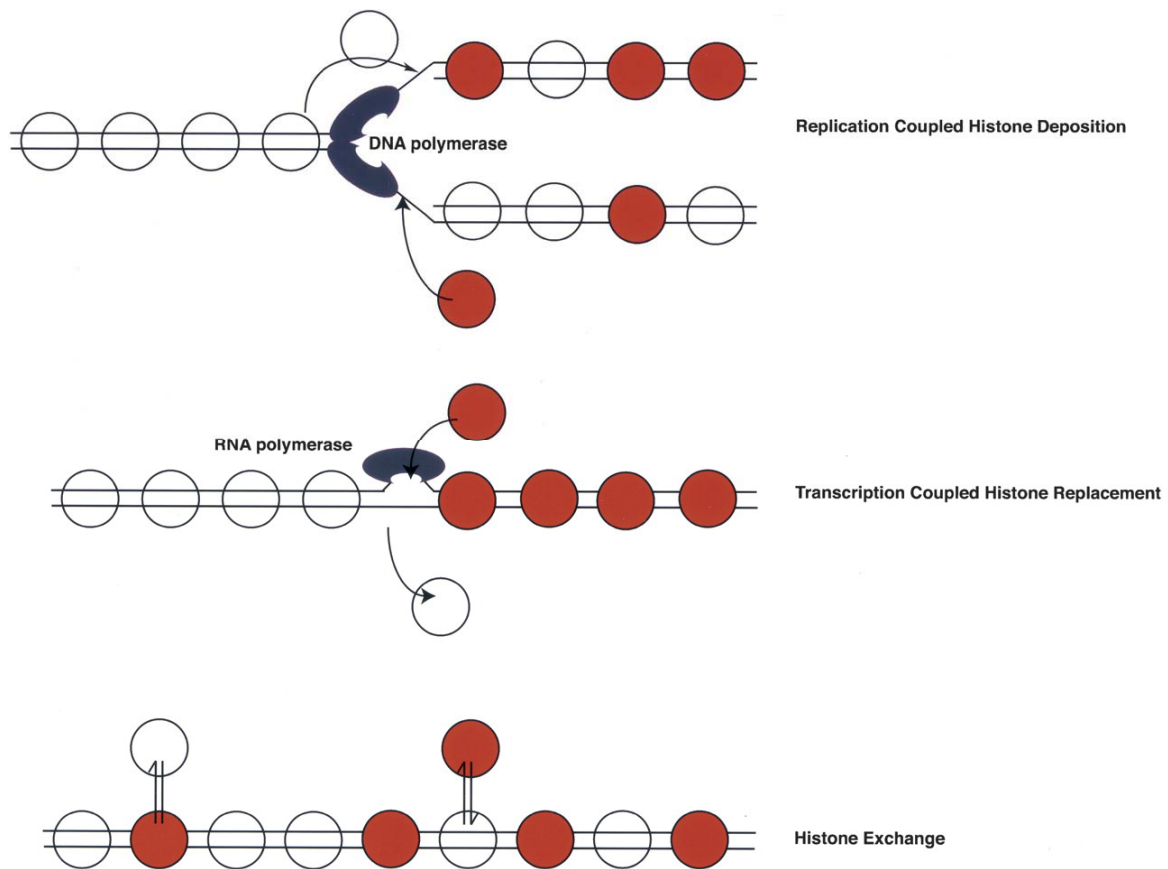 DNA polymerase
Replication Coupled Histone Deposition
RNA polymerase
Transcription Coupled Histone Replacement
Histone Exchange